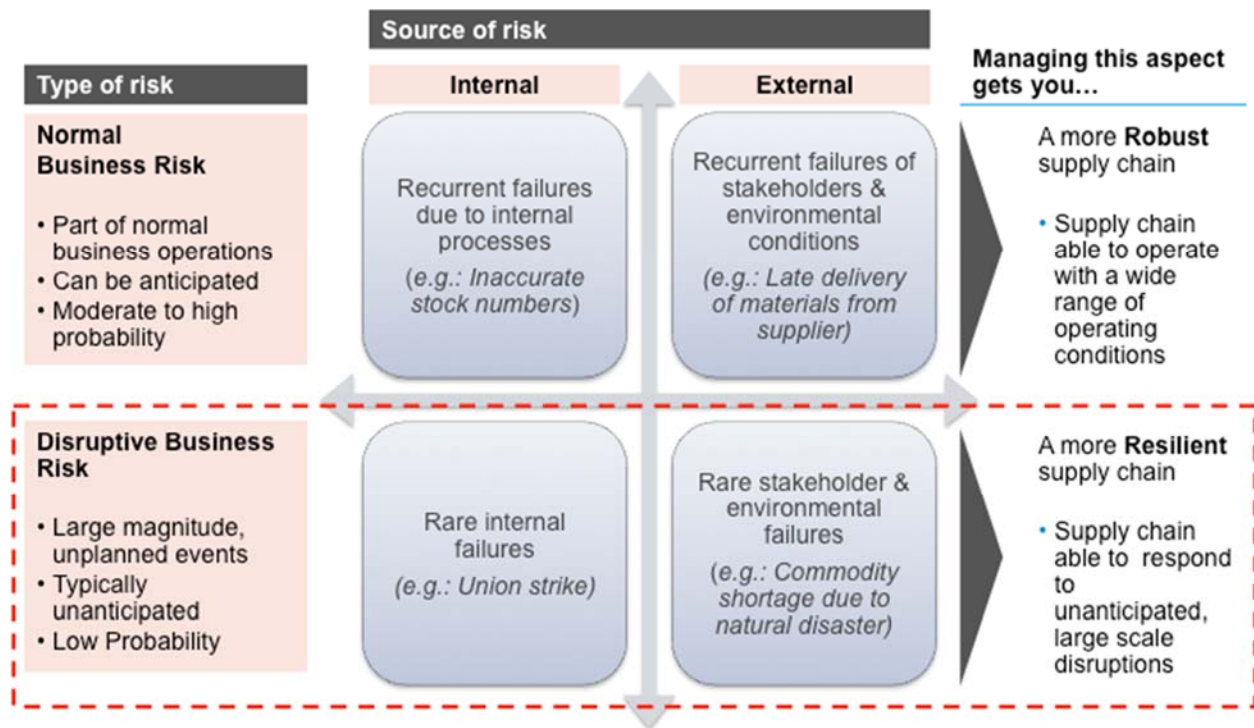 Source of risk
Type of risk
Internal
External
Managing this aspect
gets you…
Normal
Business Risk
• Part of normal
business operations
• Can be anticipated
• Moderate to high
probability
Recurrent failures
due to internal
processes
(e.g.: Inaccurate
stock numbers)
Recurrent failures of
stakeholders &
environmental
conditions
(e.g.: Late delivery
of materials from
supplier)
A more Robust
supply chain
• Supply chain
able to operate
with a wide
range of
operating
conditions
Disruptive Business
Risk
• Large magnitude,
unplanned events
• Typically
unanticipated
• Low Probability
Rare internal
failures
(e.g.: Union strike)
Rare stakeholder &
environmental
failures
(e.g.: Commodity
shortage due to
natural disaster)
A more Resilient
supply chain
• Supply chain
able to respond
to
unanticipated,
large scale
disruptions